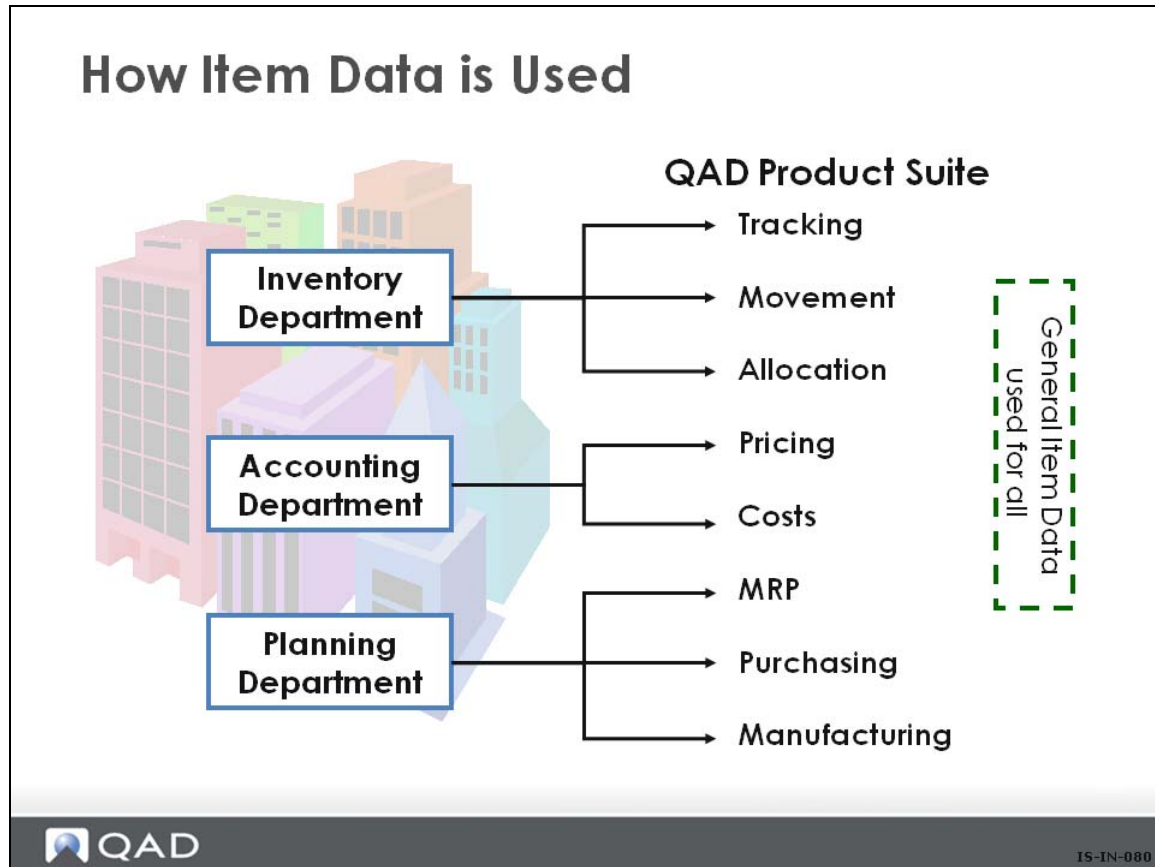 How Item Data is Used
QAD Product Suite
Inventory
Department
Tracking
Movement
Allocation
Accounting
Department
Pricing
Costs
Planning
Department
MRP
Purchasing
Manufacturing
General Item Data
used for all
QAD
IS-IN-080